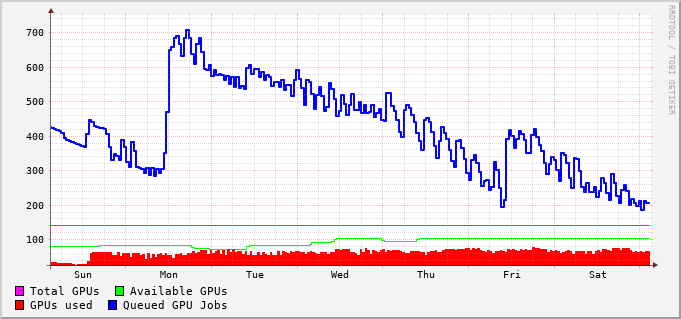 700
600
500
400
300
200
100
Sun Mon Tue Wed Thu Fri Sat
Total GPUs Available GPUs
GPUs used Queued GPU Jobs
RRDTOOL / TOBI OETIKER